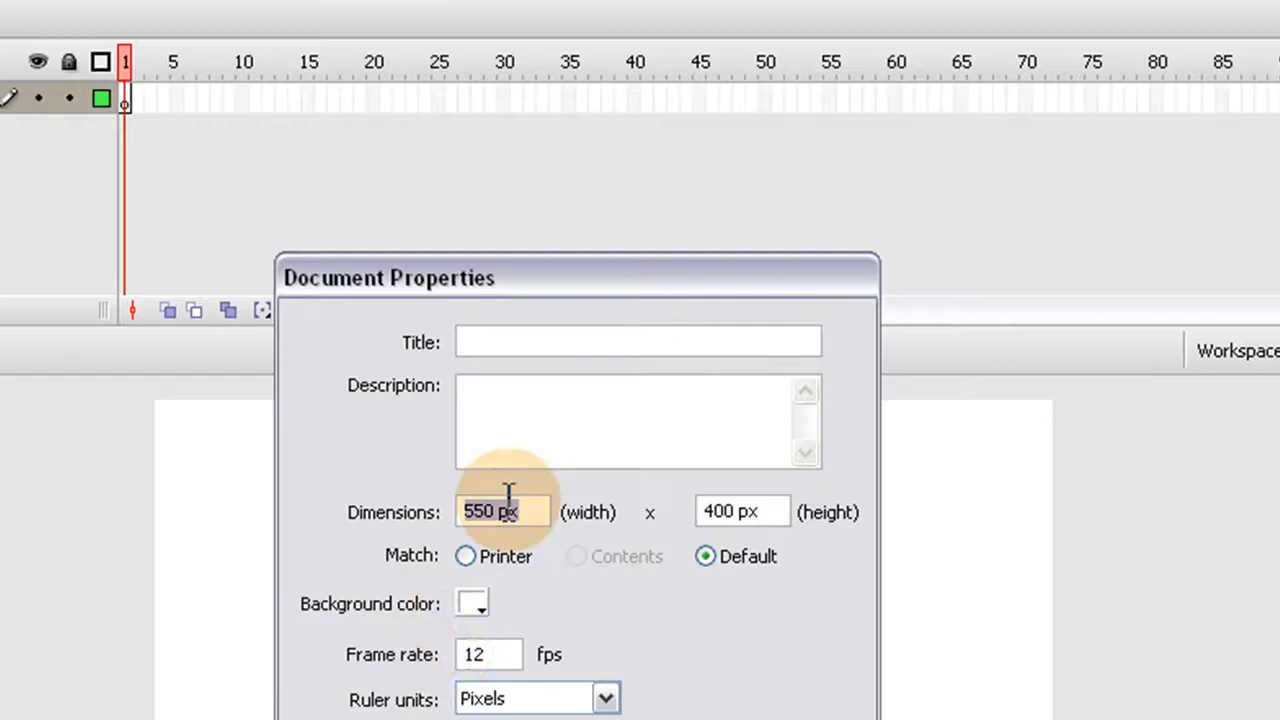 1 5 10 15 20 25 30 35 40 45 50 55 60 65 70 75 80 85
Document Properties
Title:
Workspace
Description:
Dimensions: 550 px (width) x 400 px (height)
Match: Printer Contents Default
Background color:
Frame rate: 12 fps
Ruler units: Pixels